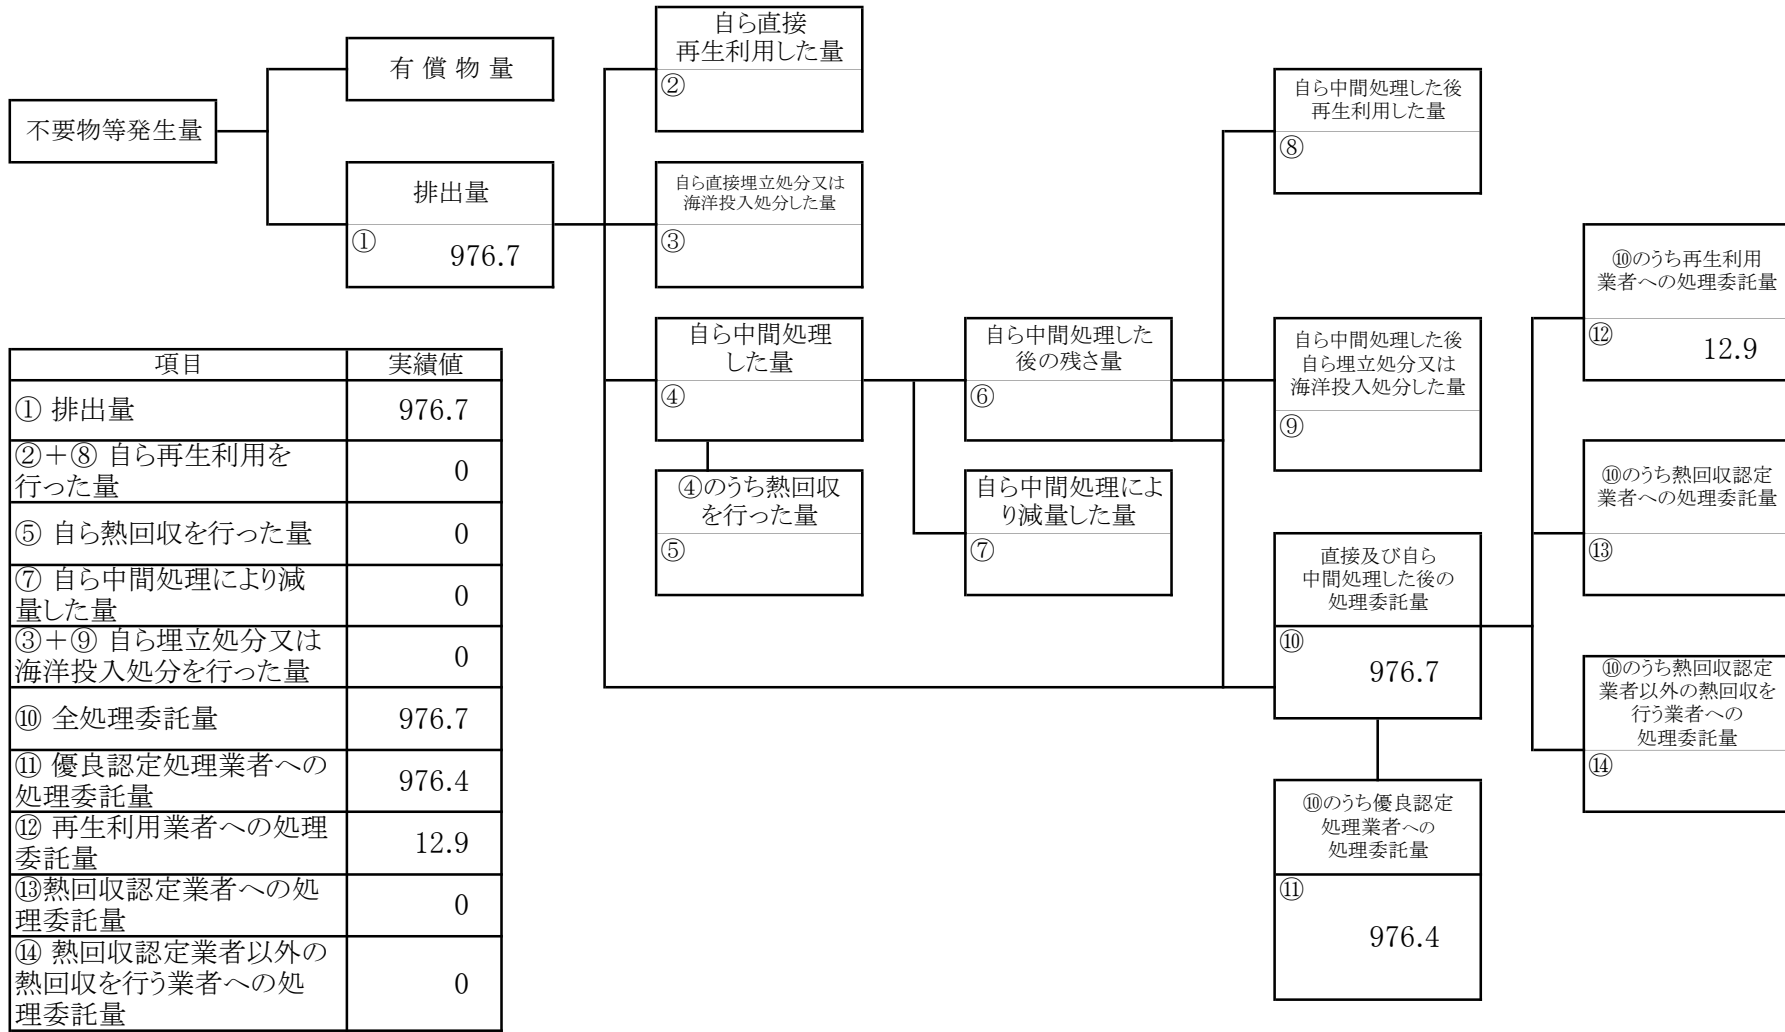 不要物等発生量
有 償 物 量
排出量
①
976.7
自ら直接
再生利用した量
②
自ら直接埋立処分又は
海洋投入処分した量
③
自ら中間処理
した量
④
④のうち熱回収
を行った量
⑤
自ら中間処理した
後の残さ量
⑥
自ら中間処理によ
り減量した量
⑦
自ら中間処理した後
再生利用した量
⑧
自ら中間処理した後
自ら埋立処分又は
海洋投入処分した量
⑨
直接及び自ら
中間処理した後の
処理委託量
⑩
976.7
⑩のうち優良認定
処理業者への
処理委託量
⑪
976.4
⑩のうち再生利用
業者への処理委託量
⑫
12.9
⑩のうち熱回収認定
業者への処理委託量
⑬
⑩のうち熱回収認定
業者以外の熱回収を
行う業者への
処理委託量
⑭
項目 実績値
① 排出量 976.7
②+⑧ 自ら再生利用を
行った量 0
⑤ 自ら熱回収を行った量 0
⑦ 自ら中間処理により減
量した量 0
③+⑨ 自ら埋立処分又は
海洋投入処分を行った量 0
⑩ 全処理委託量 976.7
⑪ 優良認定処理業者への
処理委託量 976.4
⑫ 再生利用業者への処理
委託量 12.9
⑬熱回収認定業者への処
理委託量 0
⑭ 熱回収認定業者以外の
熱回収を行う業者への処
理委託量 0